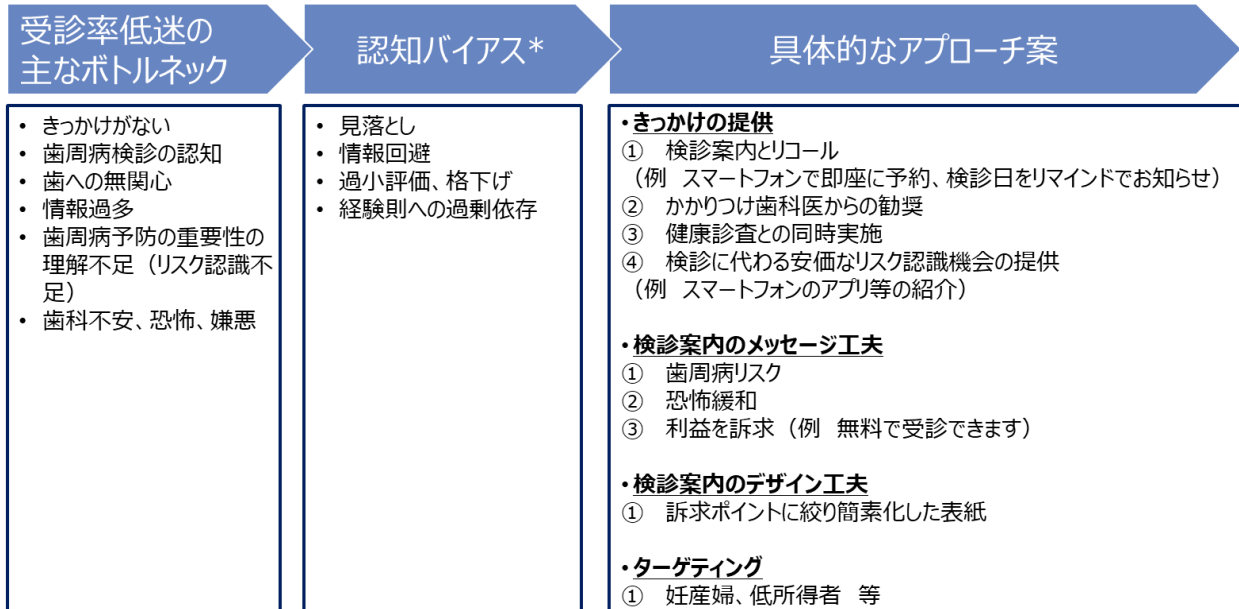 受診率低迷の
主なボトルネック
認知バイアス*
具体的なアプローチ案
• きっかけがない
• 歯周病検診の認知
• 歯への無関心
• 情報過多
• 歯周病予防の重要性の
理解不足（リスク認識不
足）
• 歯科不安、恐怖、嫌悪
• 見落とし
• 情報回避
• 過小評価、格下げ
• 経験則への過剰依存
・きっかけの提供
① 検診案内とリコール
（例 スマートフォンで即座に予約、検診日をリマインドでお知らせ）
② かかりつけ歯科医からの勧奨
③ 健康診査との同時実施
④ 検診に代わる安価なリスク認識機会の提供
（例 スマートフォンのアプリ等の紹介）
・検診案内のメッセージ工夫
① 歯周病リスク
② 恐怖緩和
③ 利益を訴求（例 無料で受診できます）
・検診案内のデザイン工夫
① 訴求ポイントに絞り簡素化した表紙
・ターゲティング
① 妊産婦、低所得者 等